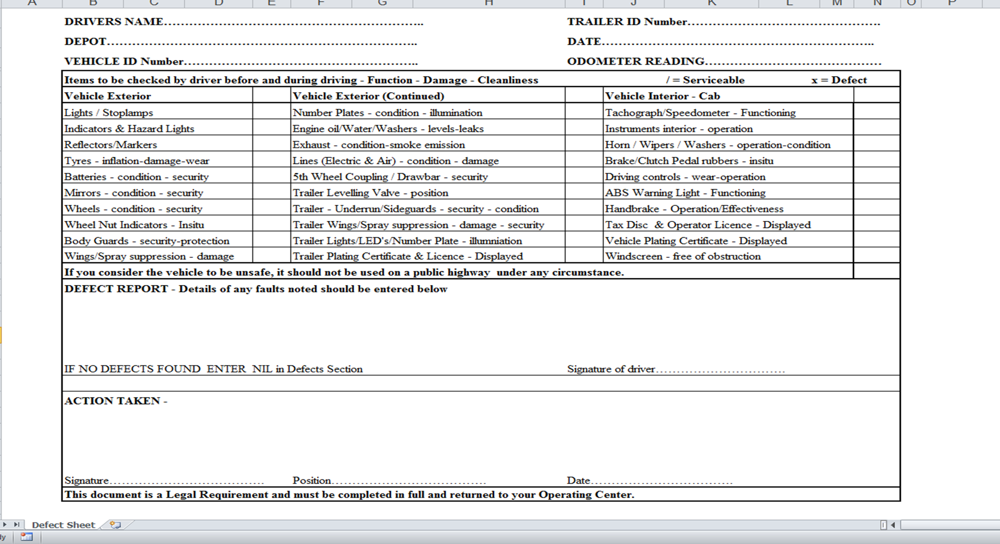 A B C D E F G H I J K L M N O P
DRIVERS NAME………………………………………………….. TRAILER ID Number……………………………………….
DEPOT……………………………………………………………….. DATE……………………………………………………….. 
VEHICLE ID Number……………………………………………….. ODOMETER READING……………………………………
Items to be checked by driver before and during driving - Function - Damage - Cleanliness / = Serviceable x = Defect
Vehicle Exterior Vehicle Exterior (Continued) Vehicle Interior - Cab
Lights / Stoplamps Number Plates - condition - illumination Tachograph/Speedometer - Functioning
Indicators & Hazard Lights Engine oil/Water/Washers - levels-leaks Instruments interior - operation
Reflectors/Markers Exhaust - condition-smoke emission Horn / Wipers / Washers - operation-condition
Tyres - inflation-damage-wear Lines (Electric & Air) - condition - damage Brake/Clutch Pedal rubbers - insitu
Batteries - condition - security 5th Wheel Coupling / Drawbar - security Driving controls - wear-operation
Mirrors - condition - security Trailer Levelling Valve - position ABS Warning Light - Functioning
Wheels - condition - security Trailer - Underrun/Sideguards - security - condition Handbrake - Operation/Effectiveness
Wheel Nut Indicators - Insitu Trailer Wings/Spray suppression - damage - security Tax Disc & Operator Licence - Displayed
Body Guards - security-protection Trailer Lights/LED's/Number Plate - illumniation Vehicle Plating Certificate - Displayed
Wings/Spray suppression - damage Trailer Plating Certificate & Licence - Displayed Windscreen - free of obstruction
If you consider the vehicle to be unsafe, it should not be used on a public highway under any circumstance.
DEFECT REPORT - Details of any faults noted should be entered below
IF NO DEFECTS FOUND ENTER NIL in Defects Section Signature of driver………………………….
ACTION TAKEN -
Signature………………………………. Position………………………………. Date…………………………….
This document is a Legal Requirement and must be completed in full and returned to your Operating Center.
Defect Sheet